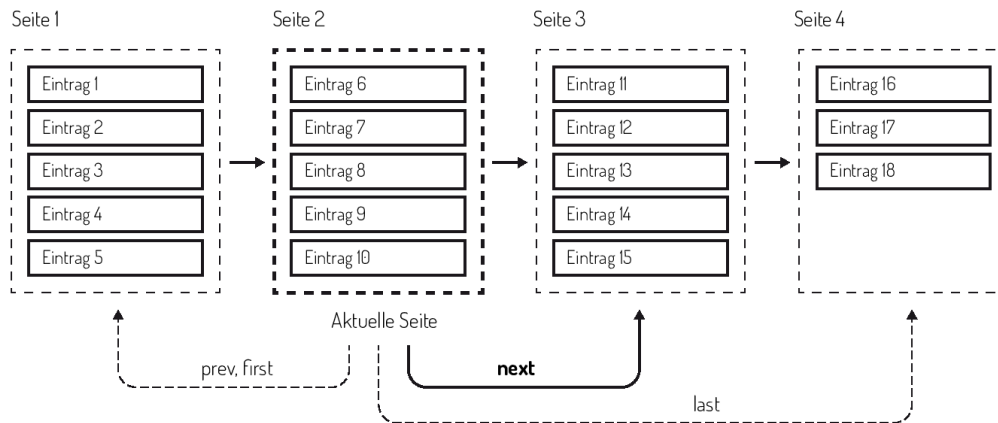 Seite 1
Eintrag 1
Eintrag 2
Eintrag 3
Eintrag 4
Eintrag 5
Seite 2
Eintrag 6
Eintrag 7
Eintrag 8
Eintrag 9
Eintrag 10
Seite 3
Eintrag 11
Eintrag 12
Eintrag 13
Eintrag 14
Eintrag 15
Seite 4
Eintrag 16
Eintrag 17
Eintrag 18
Aktuelle Seite
prev, first
next
last